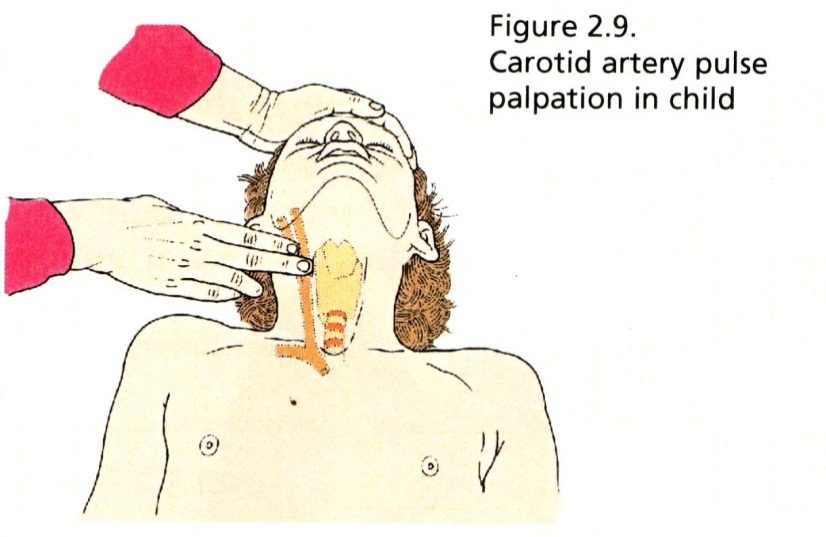 Figure 2.9.
Carotid artery pulse
palpation in child